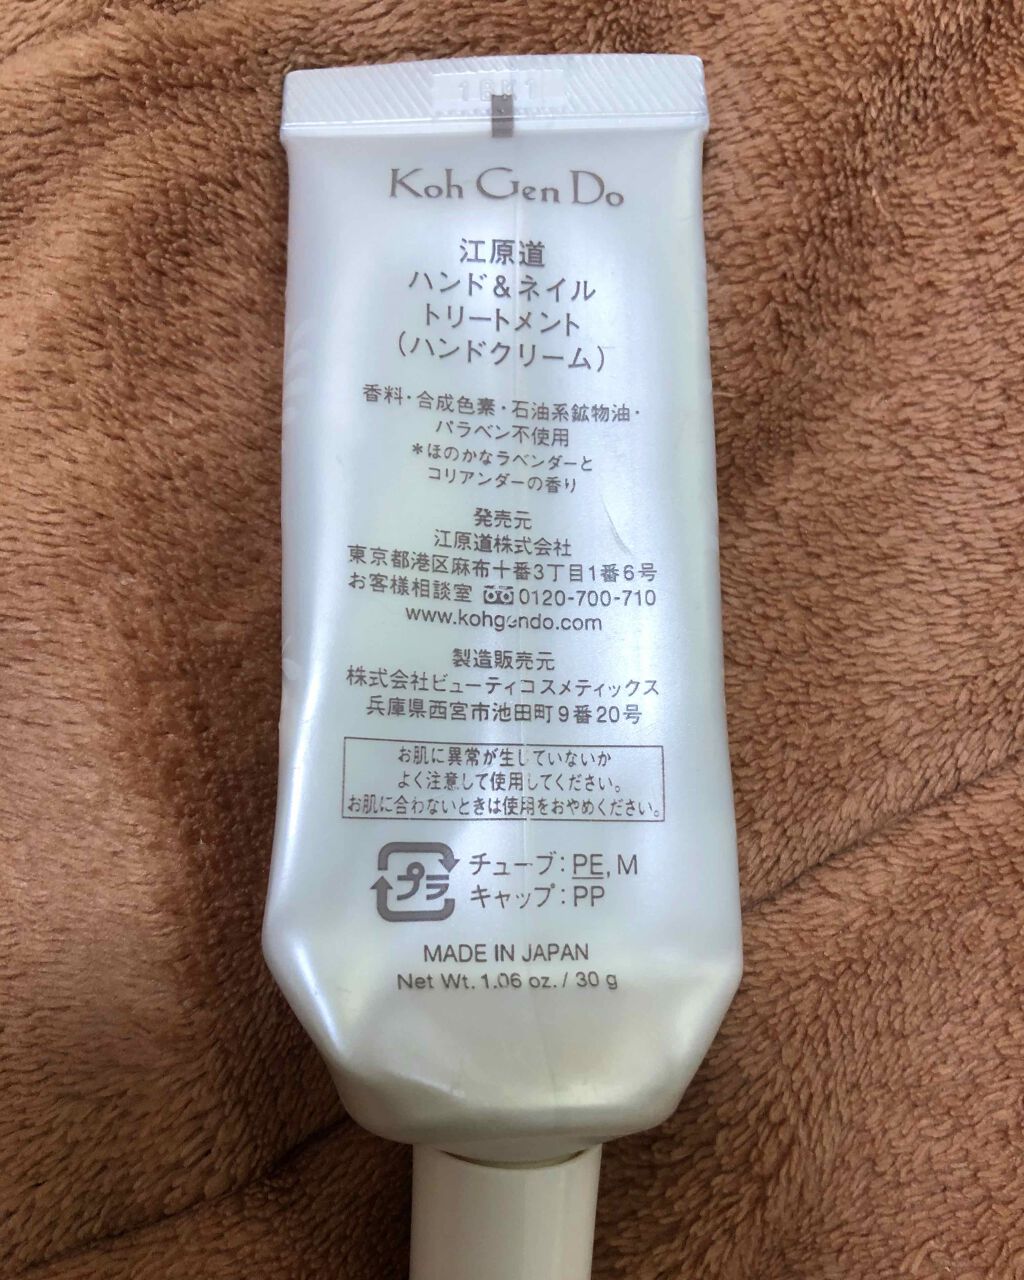 Koh Gen Do
江原道
ハンド＆ネイル
トリートメント
（ハンドクリーム）
香料・合成色素・石油系鉱物油・
パラベン不使用
＊ほのかなラベンダーと
コリアンダーの香り
発売元
江原道株式会社
東京都港区麻布十番3丁目1番6号
お客様相談室 0120-700-710
www.kohgendo.com
製造販売元
株式会社ビューティコスメティックス
兵庫県西宮市池田町9番20号
お肌に異常が生じていないか
よく注意して使用してください。
お肌に合わないときは使用をおやめください。
プラ
チューブ：PE, M
キャップ：PP
MADE IN JAPAN
Net Wt. 1.06 oz. / 30 g